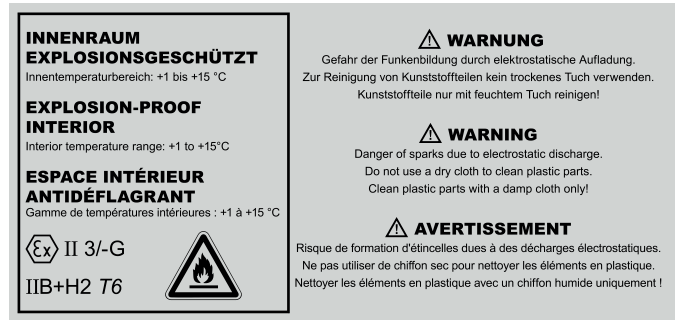 INNENRAUM
EXPLOSIONSGESCHÜTZT
Innentemperaturbereich: +1 bis +15 °C
EXPLOSION-PROOF
INTERIOR
Interior temperature range: +1 to +15°C
ESPACE INTÉRIEUR
ANTIDÉFLAGRANT
Gamme de températures intérieures : +1 à +15 °C
Ex II 3/-G
IIB+H2 T6
WARNUNG
Gefahr der Funkenbildung durch elektrostatische Aufladung.
Zur Reinigung von Kunststoffteilen kein trockenes Tuch verwenden.
Kunststoffteile nur mit feuchtem Tuch reinigen!
WARNING
Danger of sparks due to electrostatic discharge.
Do not use a dry cloth to clean plastic parts.
Clean plastic parts with a damp cloth only!
AVERTISSEMENT
Risque de formation d'étincelles dues à des décharges électrostatiques.
Ne pas utiliser de chiffon sec pour nettoyer les éléments en plastique.
Nettoyer les éléments en plastique avec un chiffon humide uniquement !